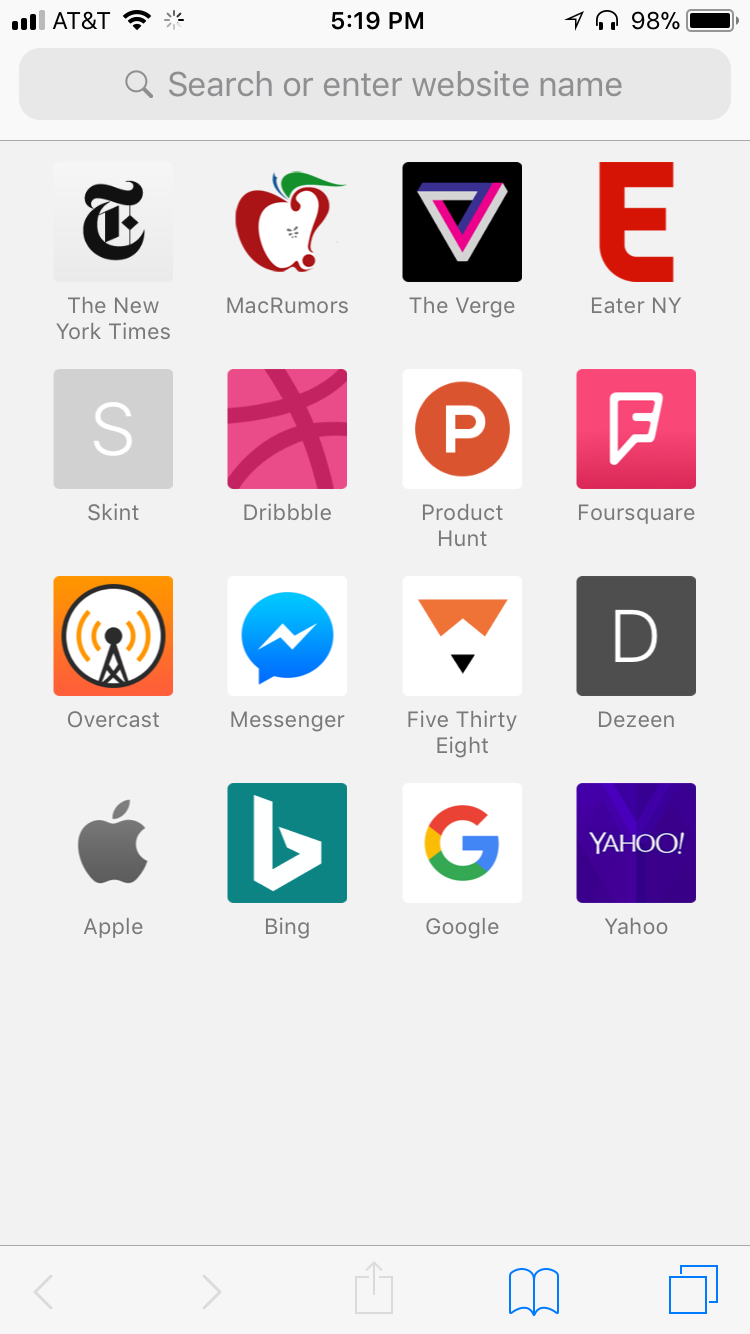 AT&T 5:19 PM 98%
Search or enter website name
The New
York Times
MacRumors
The Verge
E
Eater NY
S
Skint
Dribbble
P
Product
Hunt
F
Foursquare
Overcast
Messenger
Five Thirty
Eight
D
Dezeen
Apple
b
Bing
G
Google
YAHOO!
Yahoo